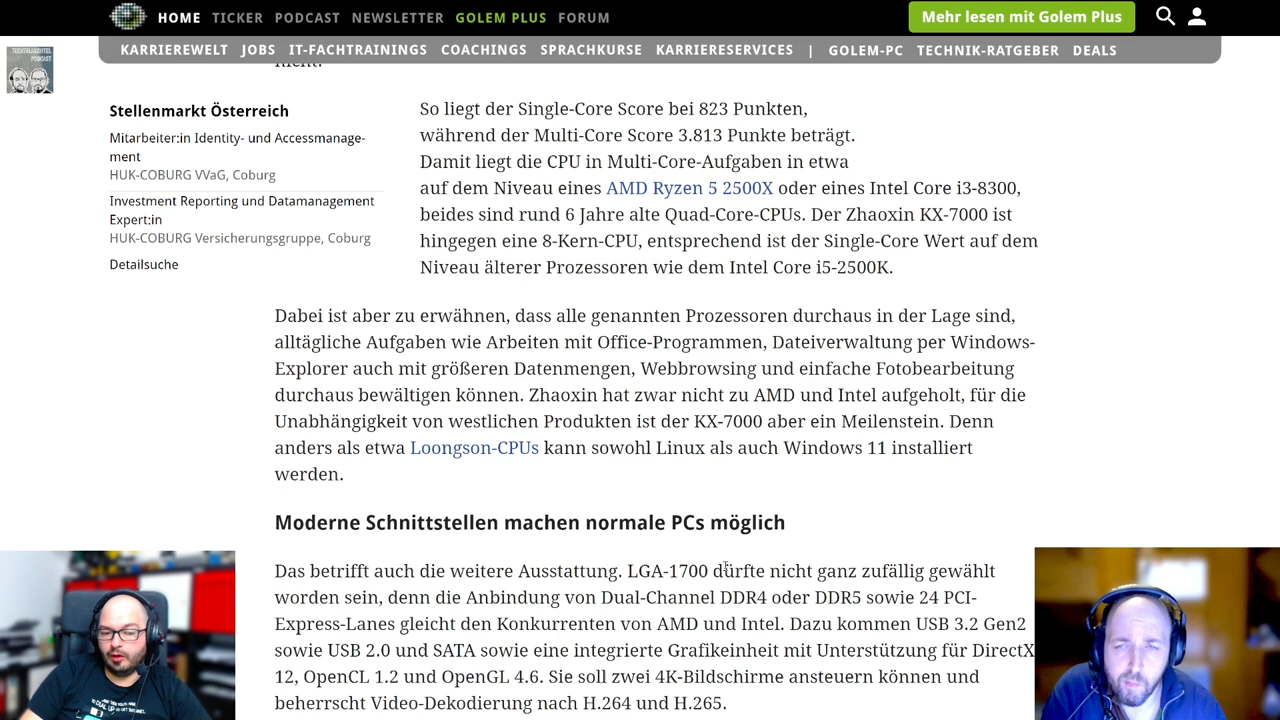 HOME TICKER PODCAST NEWSLETTER GOLEM PLUS FORUM Mehr lesen mit Golem Plus
KARRIEREWELT JOBS IT-FACHTRAININGS COACHINGS SPRACHKURSE KARRIERESERVICES | GOLEM-PC TECHNIK-RATGEBER DEALS
PODCAST
nicht.
Stellenmarkt Österreich
Mitarbeiter:in Identity- und Accessmanage-
ment
HUK-COBURG VVaG, Coburg
Investment Reporting und Datamanagement
Expert:in
HUK-COBURG Versicherungsgruppe, Coburg
Detailsuche
So liegt der Single-Core Score bei 823 Punkten,
während der Multi-Core Score 3.813 Punkte beträgt.
Damit liegt die CPU in Multi-Core-Aufgaben in etwa
auf dem Niveau eines AMD Ryzen 5 2500X oder eines Intel Core i3-8300,
beides sind rund 6 Jahre alte Quad-Core-CPUs. Der Zhaoxin KX-7000 ist
hingegen eine 8-Kern-CPU, entsprechend ist der Single-Core Wert auf dem
Niveau älterer Prozessoren wie dem Intel Core i5-2500K.
Dabei ist aber zu erwähnen, dass alle genannten Prozessoren durchaus in der Lage sind,
alltägliche Aufgaben wie Arbeiten mit Office-Programmen, Dateiverwaltung per Windows-
Explorer auch mit größeren Datenmengen, Webbrowsing und einfache Fotobearbeitung
durchaus bewältigen können. Zhaoxin hat zwar nicht zu AMD und Intel aufgeholt, für die
Unabhängigkeit von westlichen Produkten ist der KX-7000 aber ein Meilenstein. Denn
anders als etwa Loongson-CPUs kann sowohl Linux als auch Windows 11 installiert
werden.
Moderne Schnittstellen machen normale PCs möglich
Das betrifft auch die weitere Ausstattung. LGA-1700 dürfte nicht ganz zufällig gewählt
worden sein, denn die Anbindung von Dual-Channel DDR4 oder DDR5 sowie 24 PCI-
Express-Lanes gleicht den Konkurrenten von AMD und Intel. Dazu kommen USB 3.2 Gen2
sowie USB 2.0 und SATA sowie eine integrierte Grafikeinheit mit Unterstützung für DirectX
12, OpenCL 1.2 und OpenGL 4.6. Sie soll zwei 4K-Bildschirme ansteuern können und
beherrscht Video-Dekodierung nach H.264 und H.265.